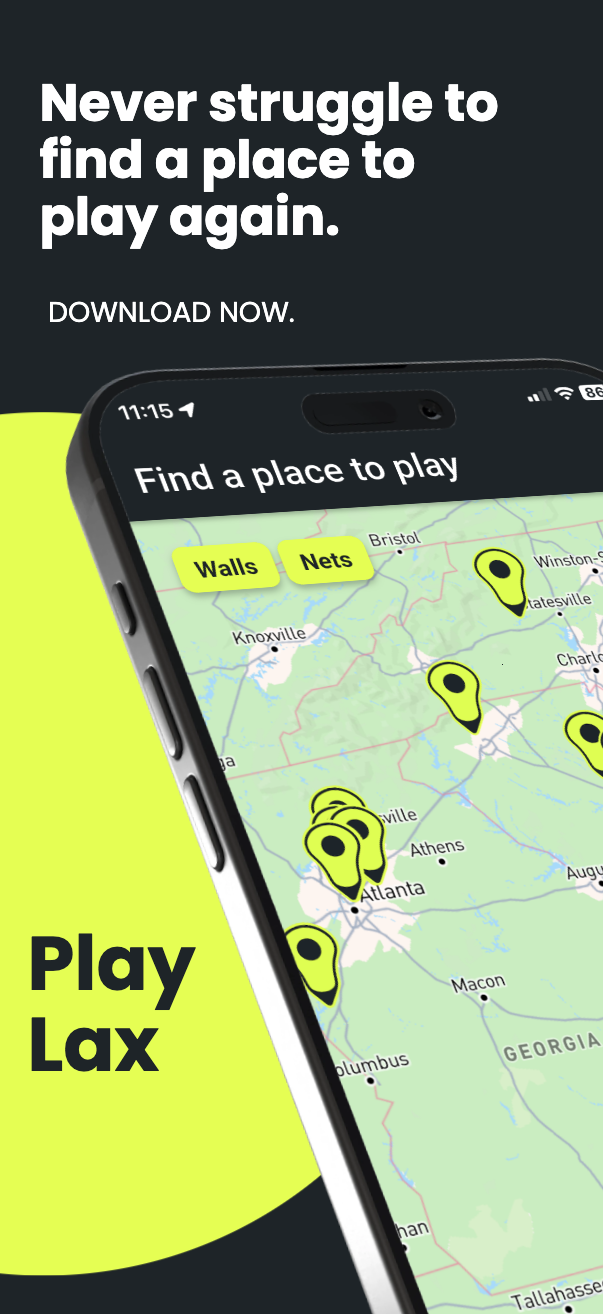 Never struggle to
find a place to
play again.
DOWNLOAD NOW.
11:15
86
Find a place to play
Walls
Nets
Bristol
Winston-S
tatesville
Knoxville
Charlo
ga
sville
Athens
Augu
Atlanta
Play
Lax
Macon
GEORGIA
olumbus
han
Tallahasse